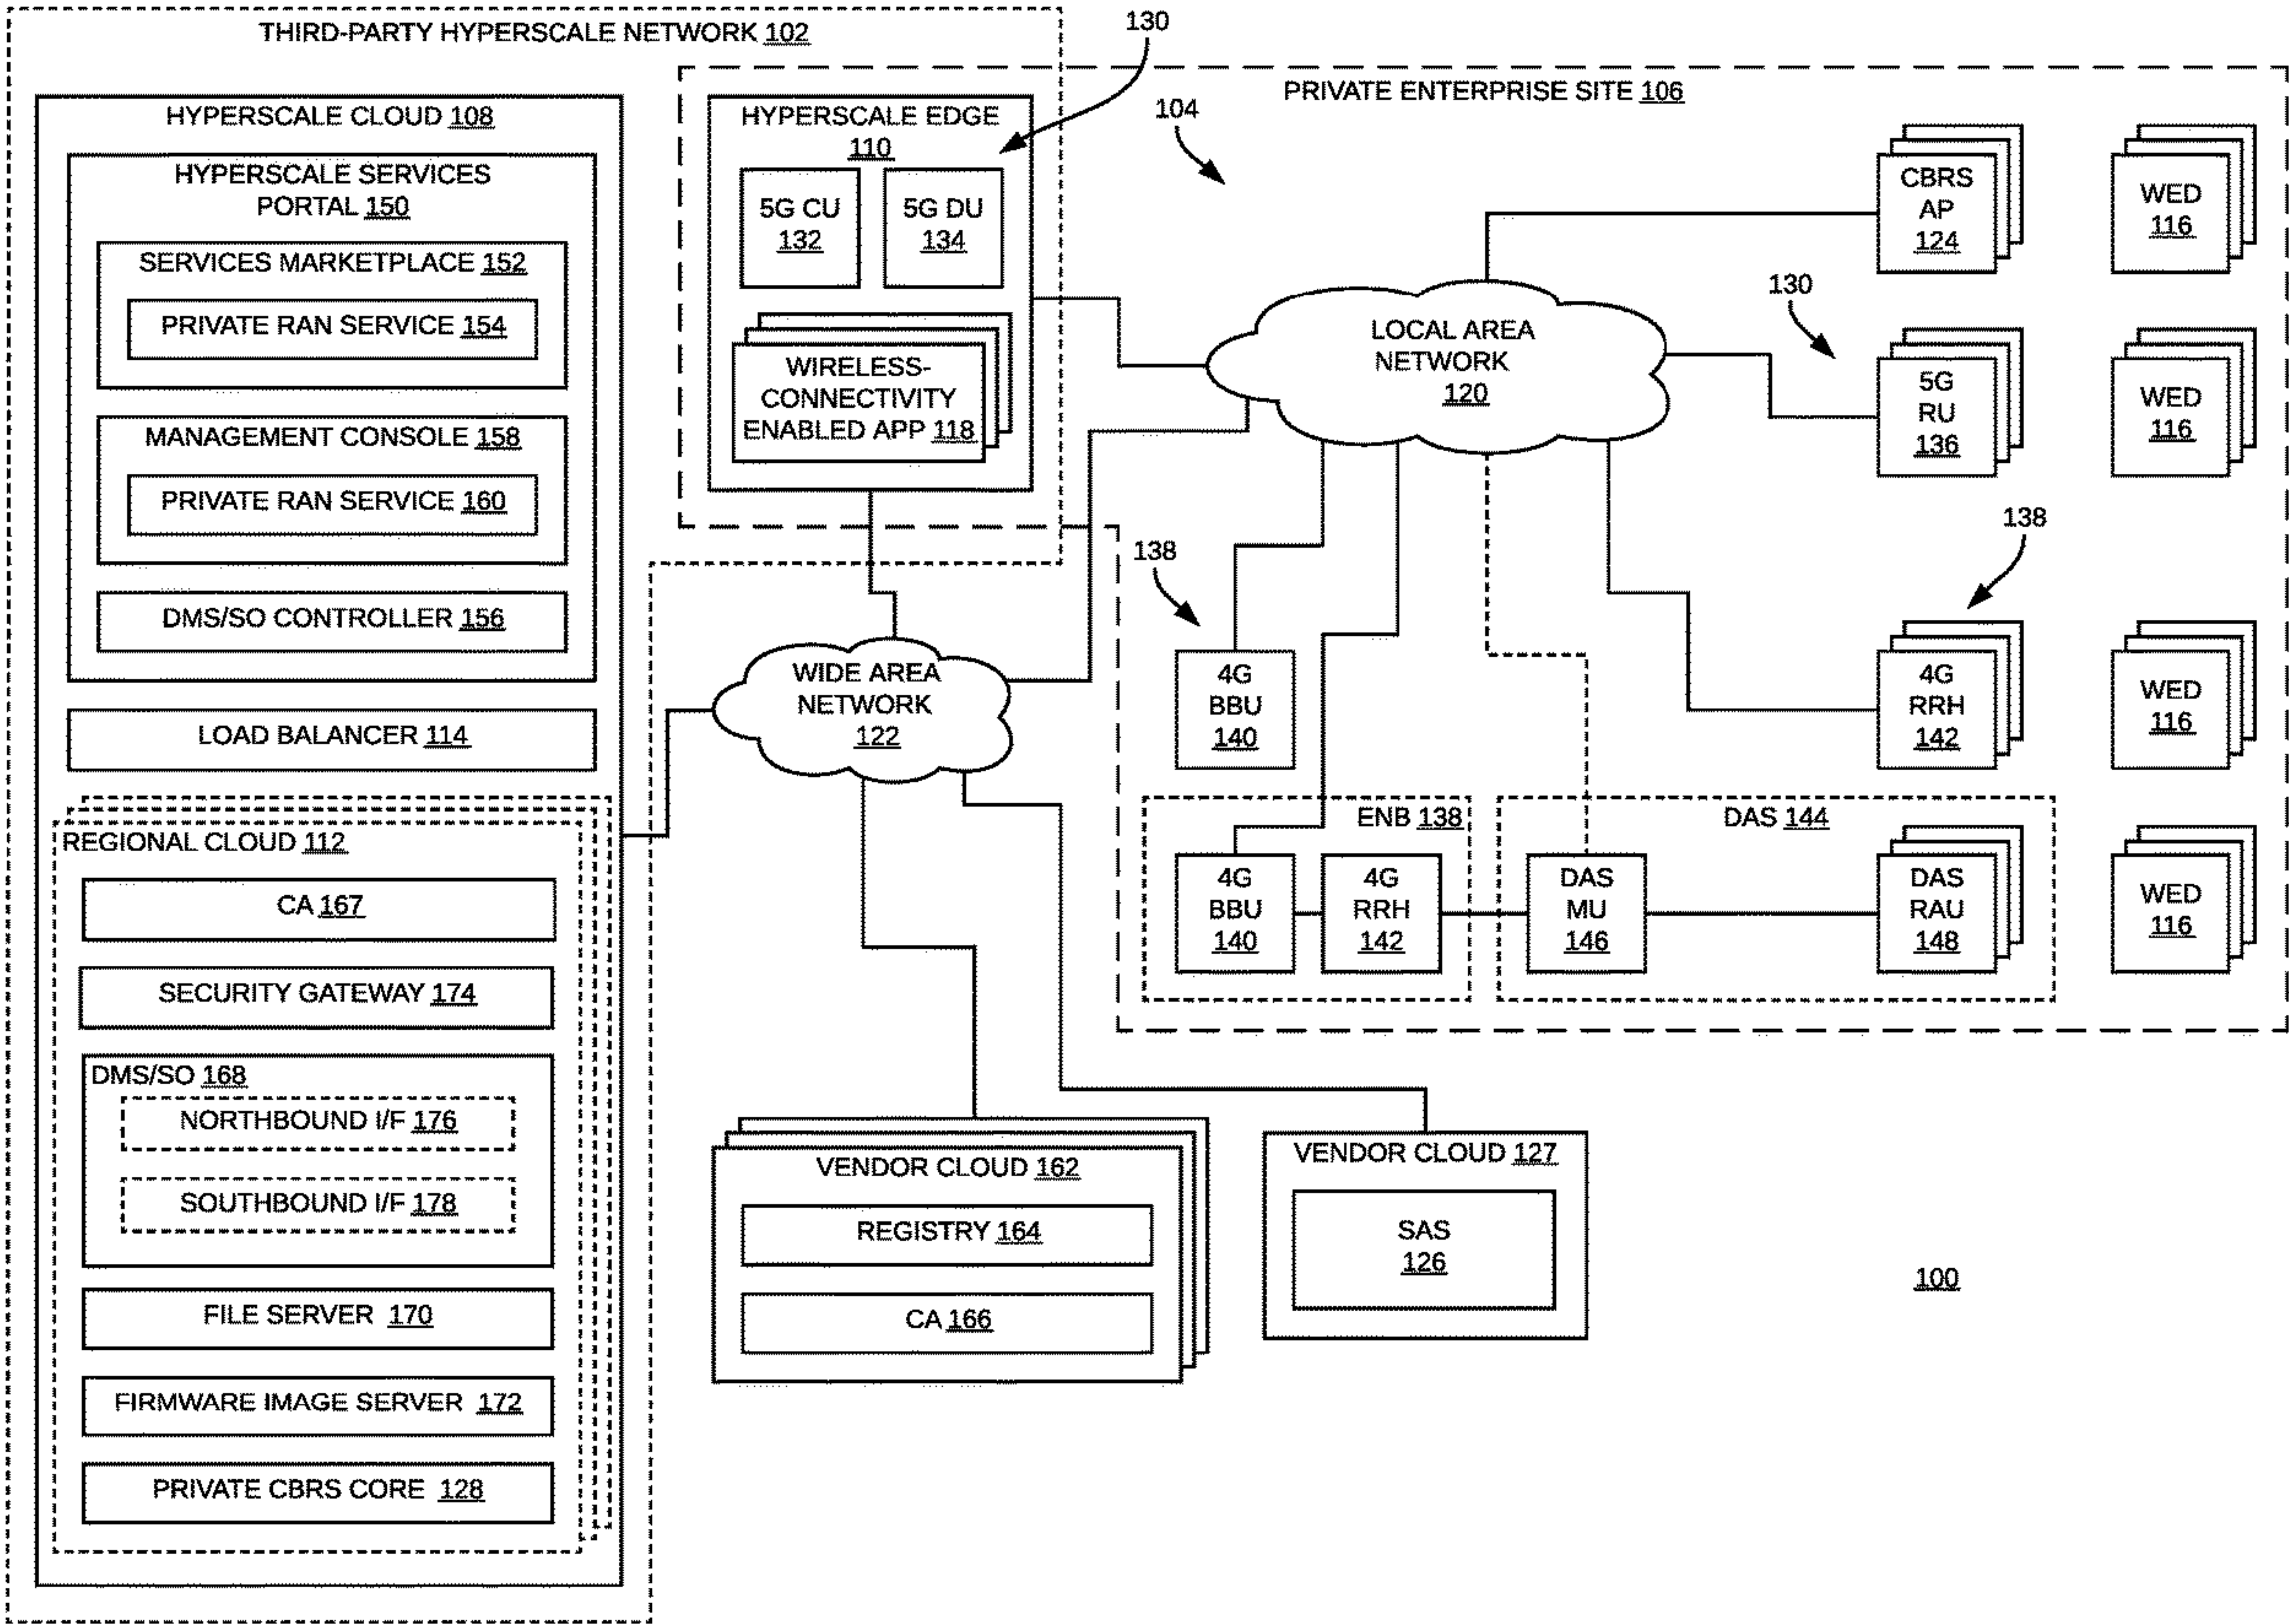 THIRD-PARTY HYPERSCALE NETWORK 102
HYPERSCALE CLOUD 108
HYPERSCALE SERVICES
PORTAL 150
SERVICES MARKETPLACE 152
PRIVATE RAN SERVICE 154
MANAGEMENT CONSOLE 158
PRIVATE RAN SERVICE 160
DMS/SO CONTROLLER 156
LOAD BALANCER 114
REGIONAL CLOUD 112
CA 167
SECURITY GATEWAY 174
DMS/SO 168
NORTHBOUND I/F 176
SOUTHBOUND I/F 178
FILE SERVER 170
FIRMWARE IMAGE SERVER 172
PRIVATE CBRS CORE 128
130
HYPERSCALE EDGE
110
5G CU
132
5G DU
134
WIRELESS-
CONNECTIVITY
ENABLED APP 118
PRIVATE ENTERPRISE SITE 106
104
CBRS
AP
124
WED
116
LOCAL AREA
NETWORK
120
130
5G
RU
136
WED
116
138
4G
BBU
140
138
4G
RRH
142
WED
116
WIDE AREA
NETWORK
122
ENB 138
4G
BBU
140
4G
RRH
142
DAS 144
DAS
MU
146
DAS
RAU
148
WED
116
VENDOR CLOUD 162
REGISTRY 164
CA 166
VENDOR CLOUD 127
SAS
126
100